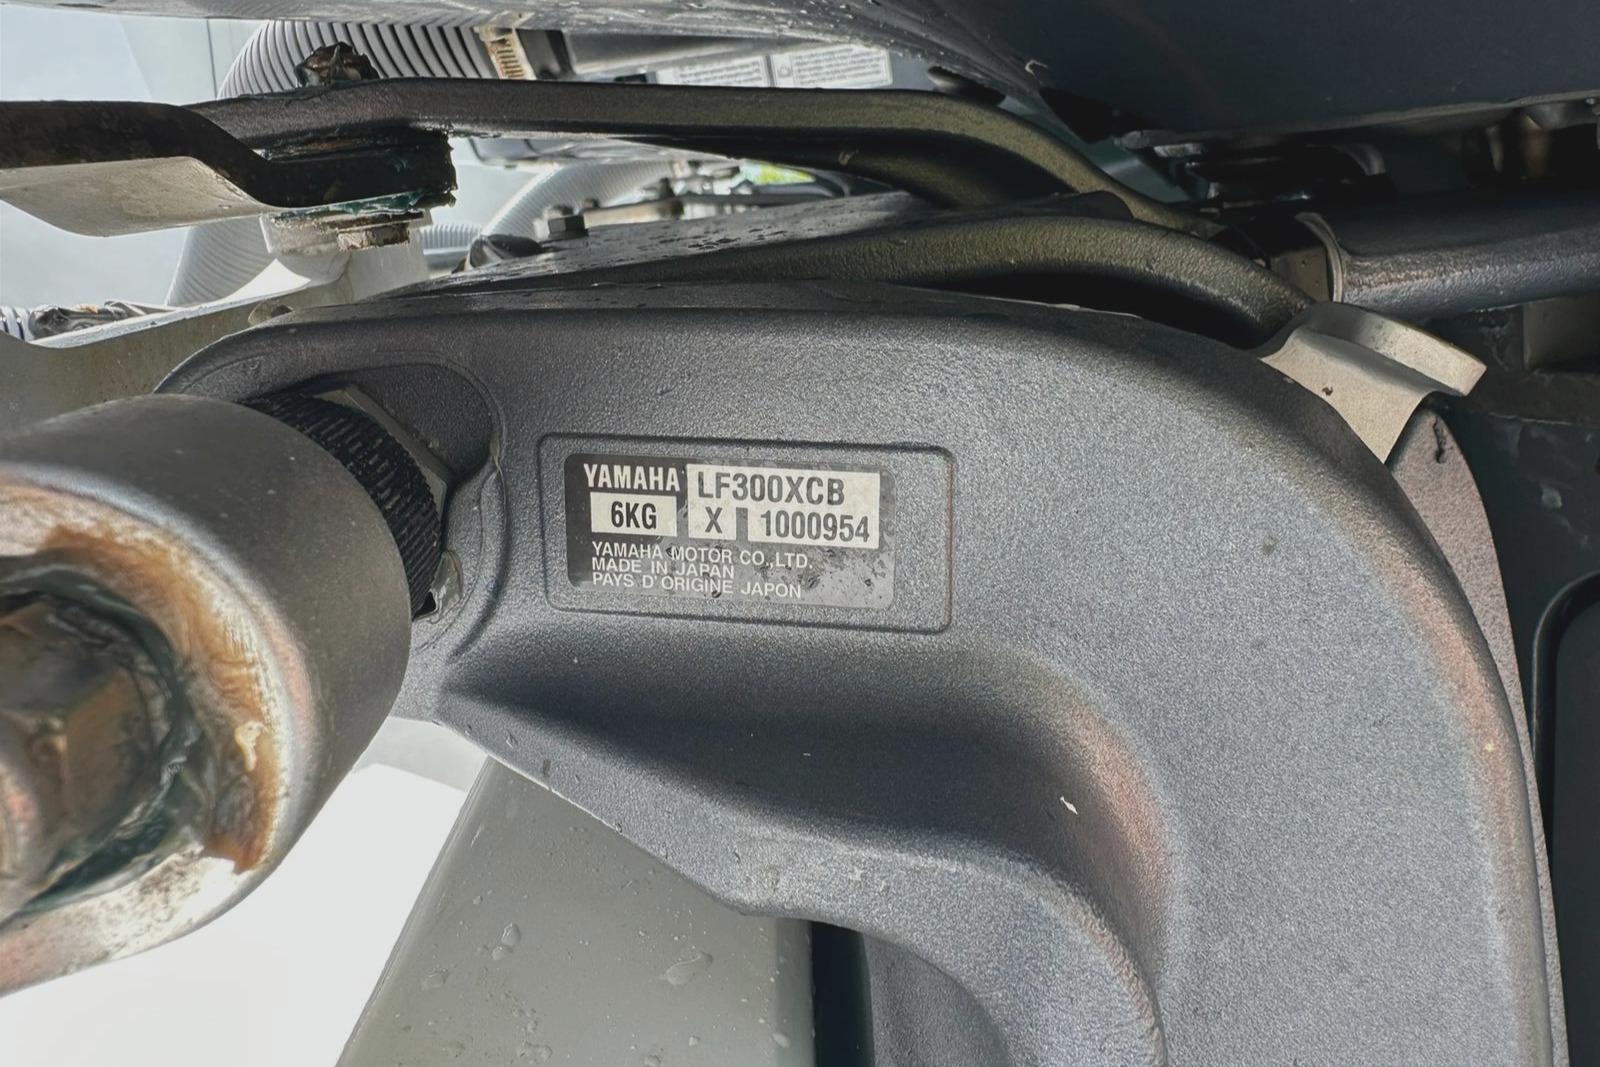 YAMAHA LF300XCB
6KG X 1000954
YAMAHA MOTOR CO.,LTD.
MADE IN JAPAN
PAYS D'ORIGINE JAPON